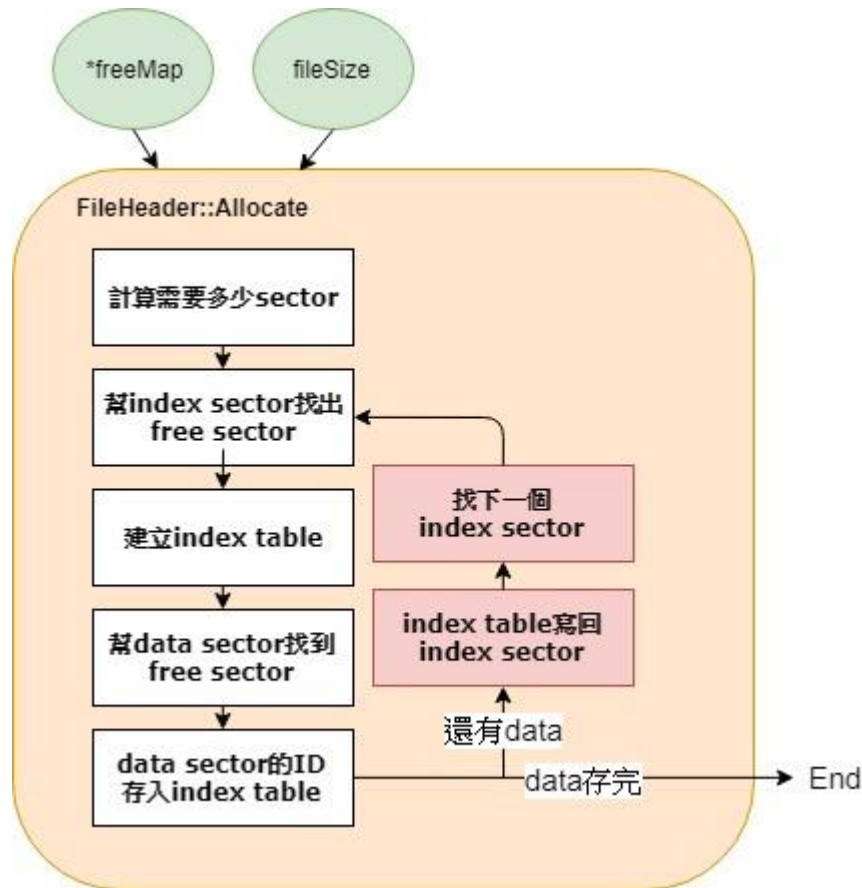 *freeMap
fileSize
FileHeader::Allocate
計算需要多少sector
幫index sector找出
free sector
建立index table
幫data sector找到
free sector
data sector的ID
存入index table
找下一個
index sector
index table寫回
index sector
還有data
data存完
End